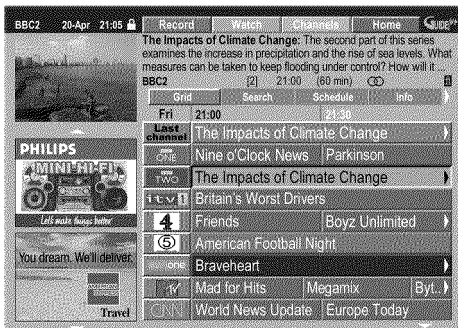 BBC2 20-Apr 21:05
Record Watch Channels Home GUIDE
The Impacts of Climate Change: The second part of this series
examines the increase in precipitation and the rise of sea levels. What
measures can be taken to keep flooding under control? How will it ...
BBC2 [2] 21:00 (60 min)
Grid Search Schedule Info
Fri 21:00 21:30
Last channel The Impacts of Climate Change
ONE Nine o'Clock News Parkinson
TWO The Impacts of Climate Change
itv1 Britain's Worst Drivers
4 Friends Boyz Unlimited
5 American Football Night
one Braveheart
Mad for Hits Megamix Byt..
CNN World News Update Europe Today
PHILIPS
MINI-HI-FI
Let's make things better
You dream. We'll deliver.
Travel